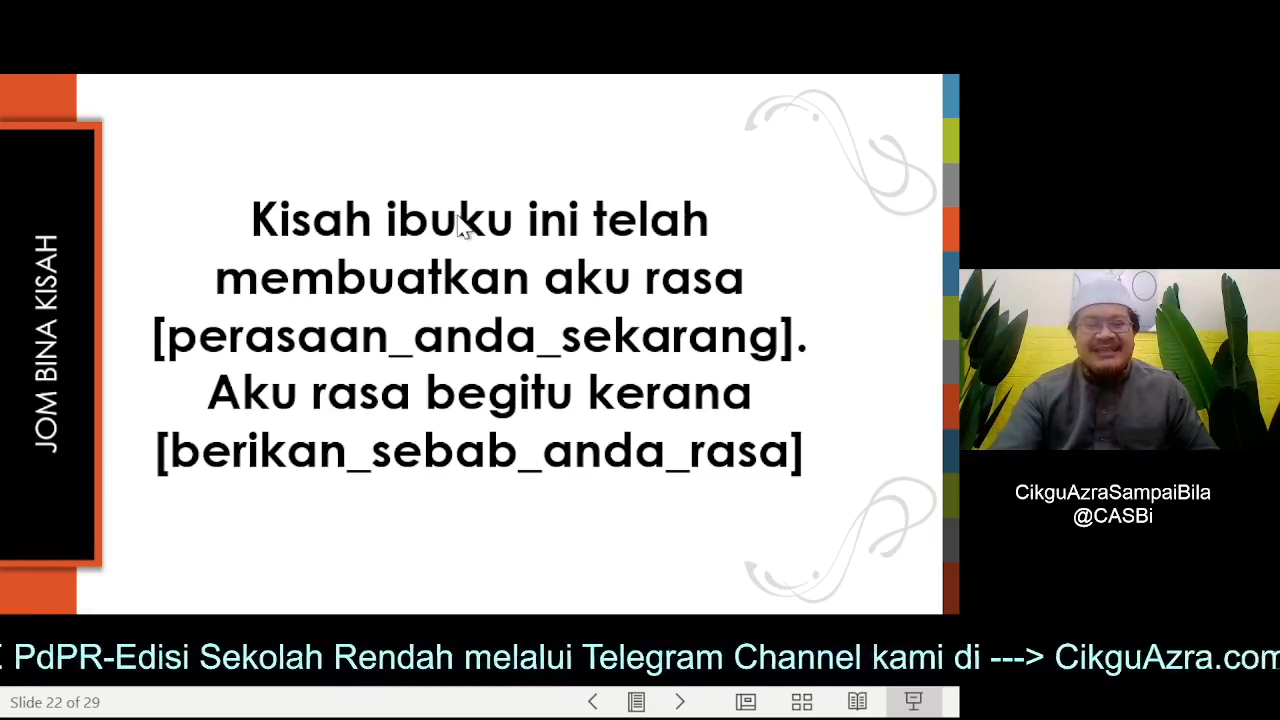 JOM BINA KISAH
Kisah ibuku ini telah
membuatkan aku rasa
[perasaan_anda_sekarang].
Aku rasa begitu kerana
[berikan_sebab_anda_rasa]
CikguAzraSampaiBila
@CASBi
PdPR-Edisi Sekolah Rendah melalui Telegram Channel kami di ---> CikguAzra.com
Slide 22 of 29